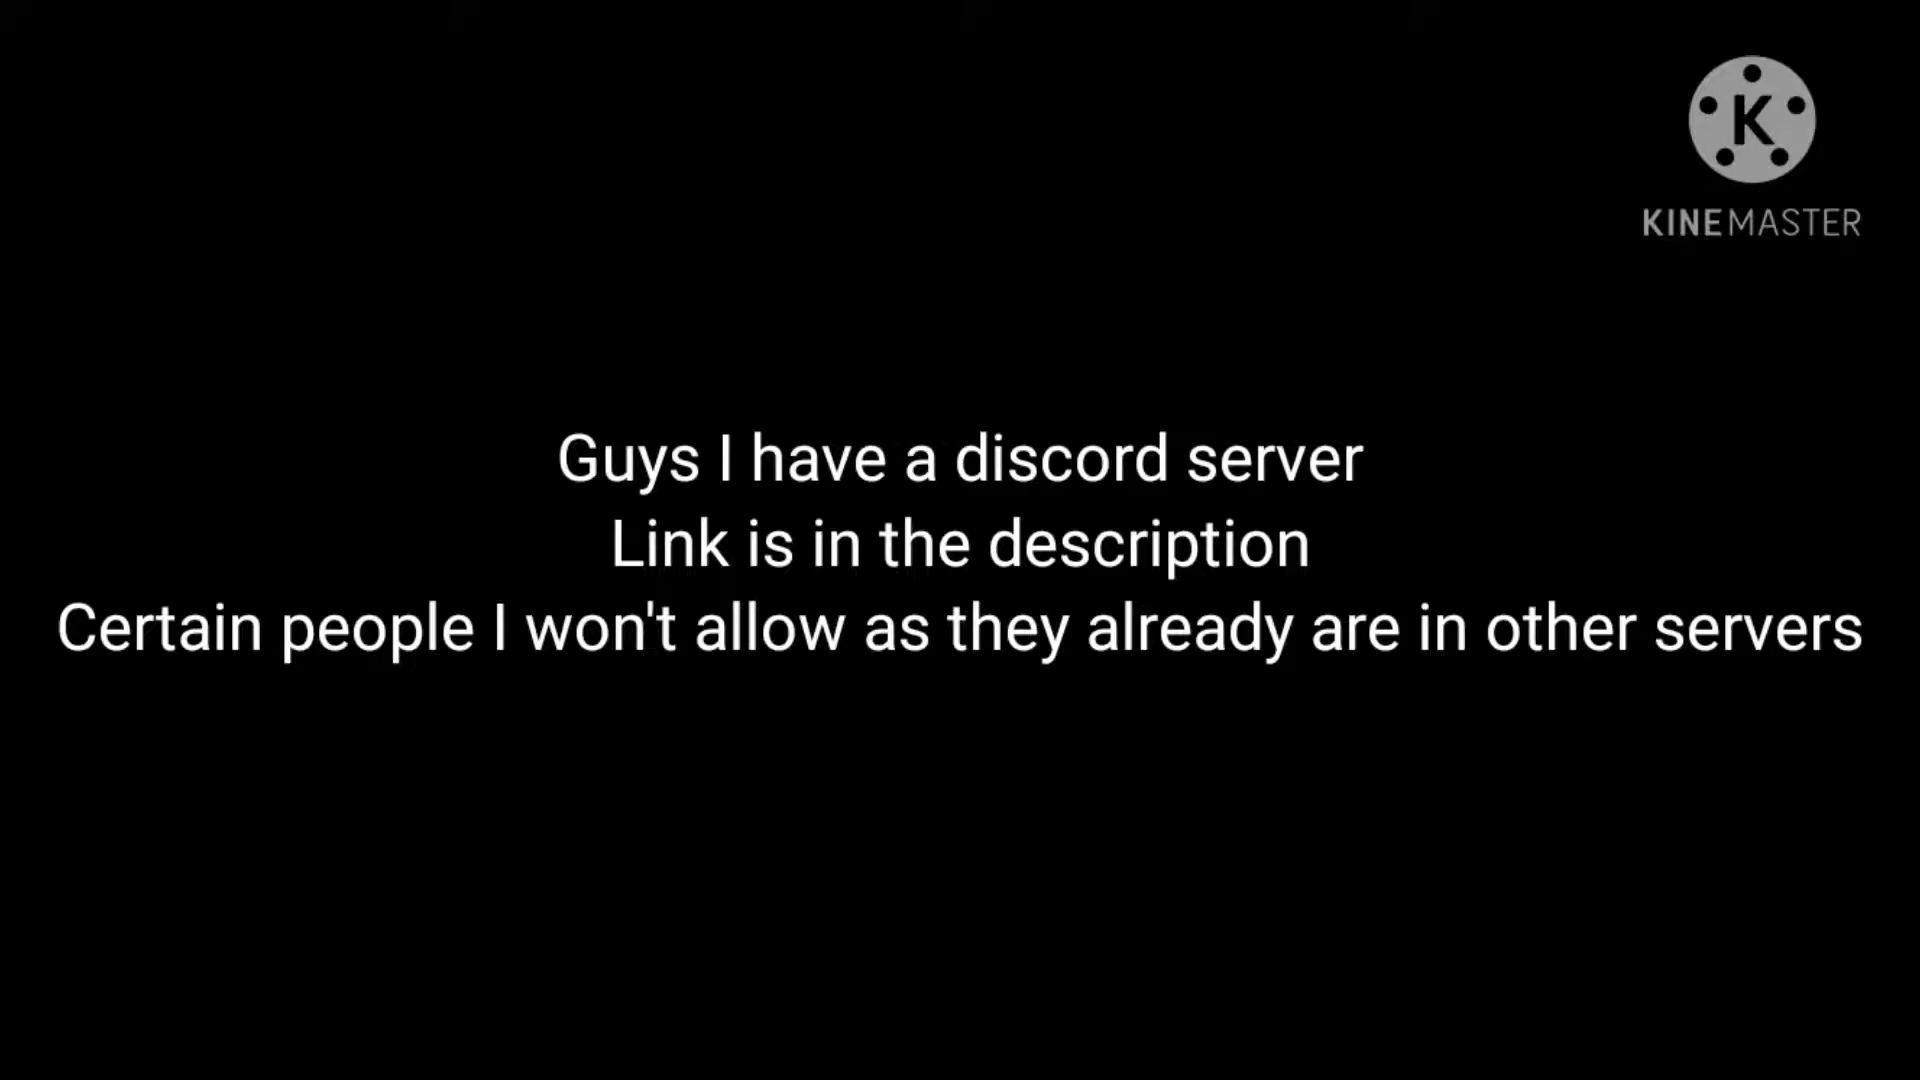 K
KINEMASTER
Guys I have a discord server
Link is in the description
Certain people I won't allow as they already are in other servers